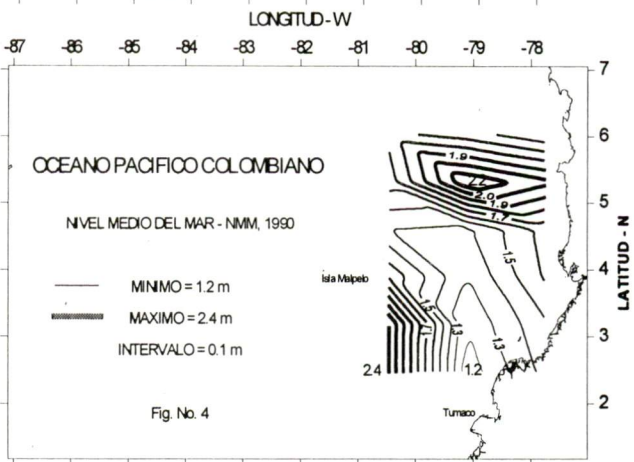 LONGITUD - W
-87 -86 -85 -84 -83 -82 -81 -80 -79 -78
7
6
OCEANO PACIFICO COLOMBIANO
1.9
2.2
2.0
1.9
5
1.7
NIVEL MEDIO DEL MAR - NMM, 1990
1.5
LATITUD - N
4
Isla Malpelo
MINIMO = 1.2 m
1.5
MAXIMO = 2.4 m
1.3
1.3
3
INTERVALO = 0.1 m
2.4
1.2
Fig. No. 4
Tumaco
2